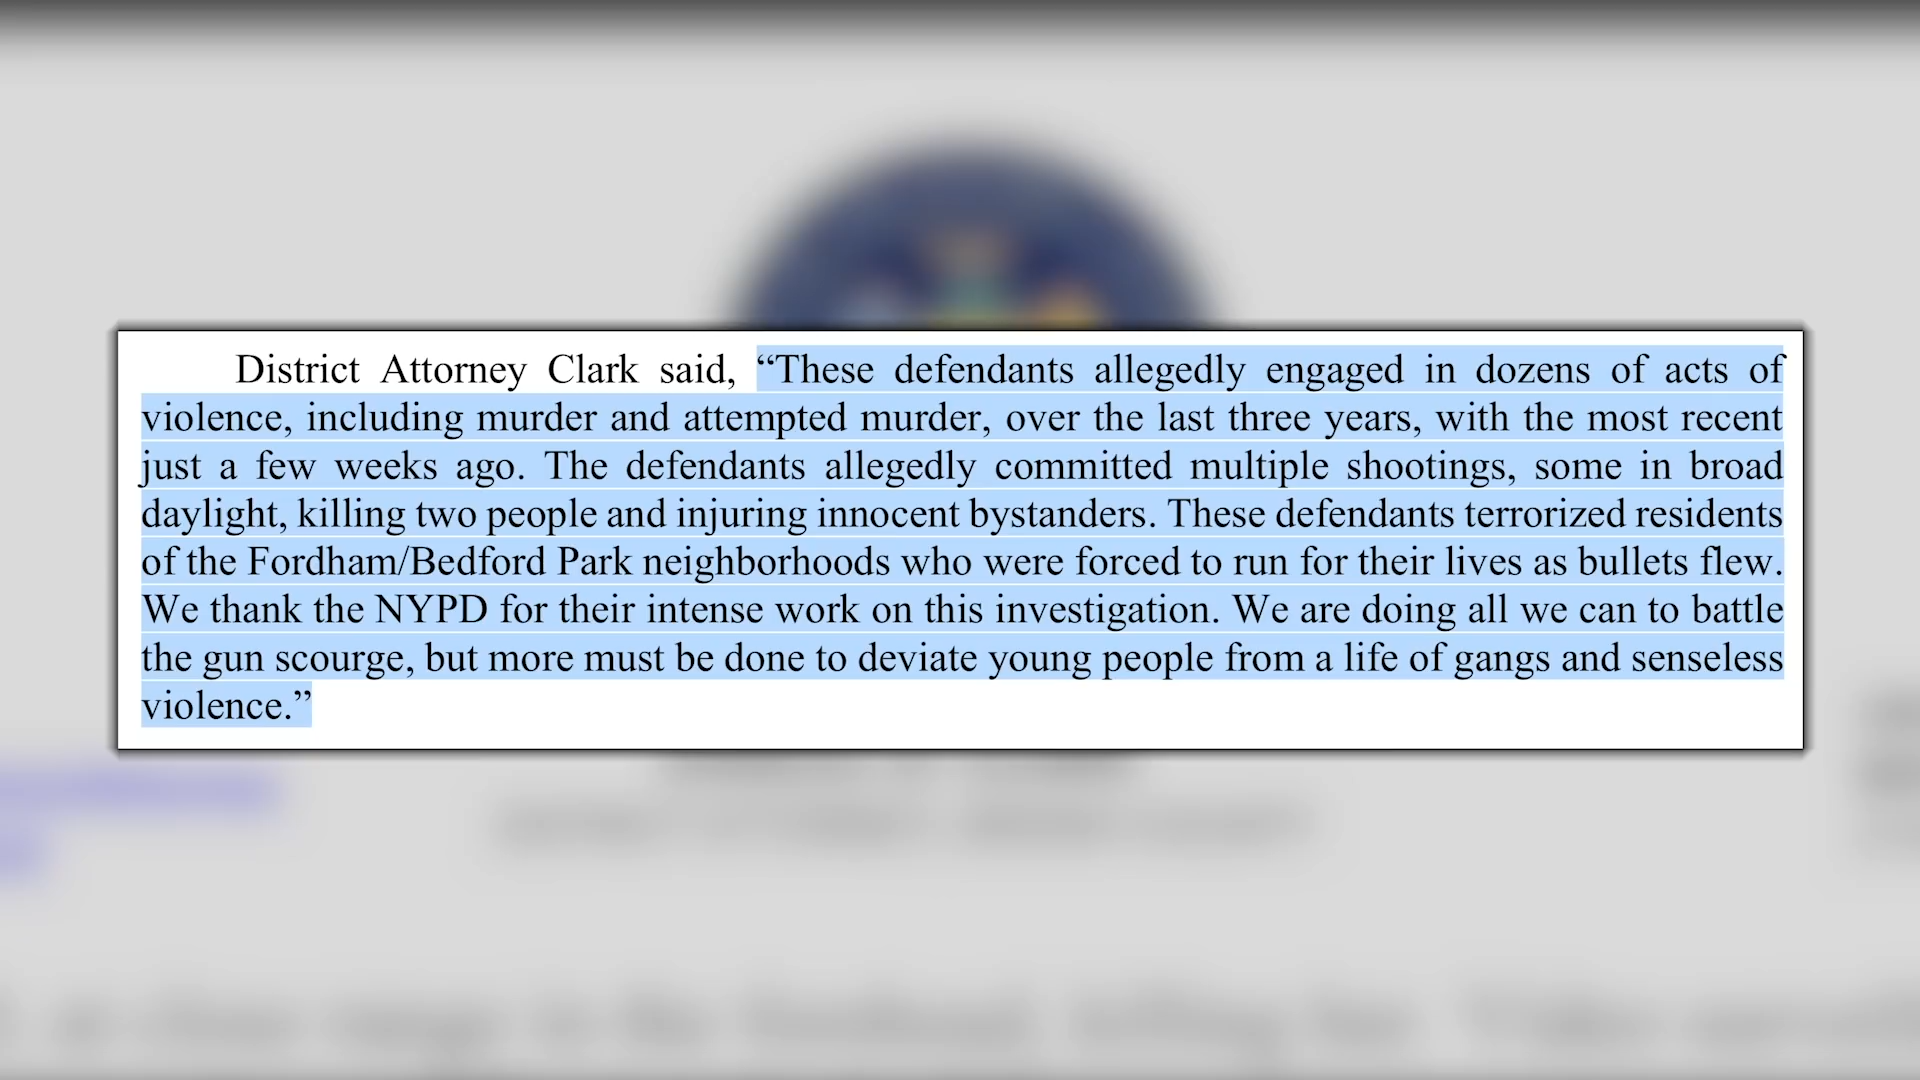 District Attorney Clark said, “These defendants allegedly engaged in dozens of acts of
violence, including murder and attempted murder, over the last three years, with the most recent
just a few weeks ago. The defendants allegedly committed multiple shootings, some in broad
daylight, killing two people and injuring innocent bystanders. These defendants terrorized residents
of the Fordham/Bedford Park neighborhoods who were forced to run for their lives as bullets flew.
We thank the NYPD for their intense work on this investigation. We are doing all we can to battle
the gun scourge, but more must be done to deviate young people from a life of gangs and senseless
violence.”